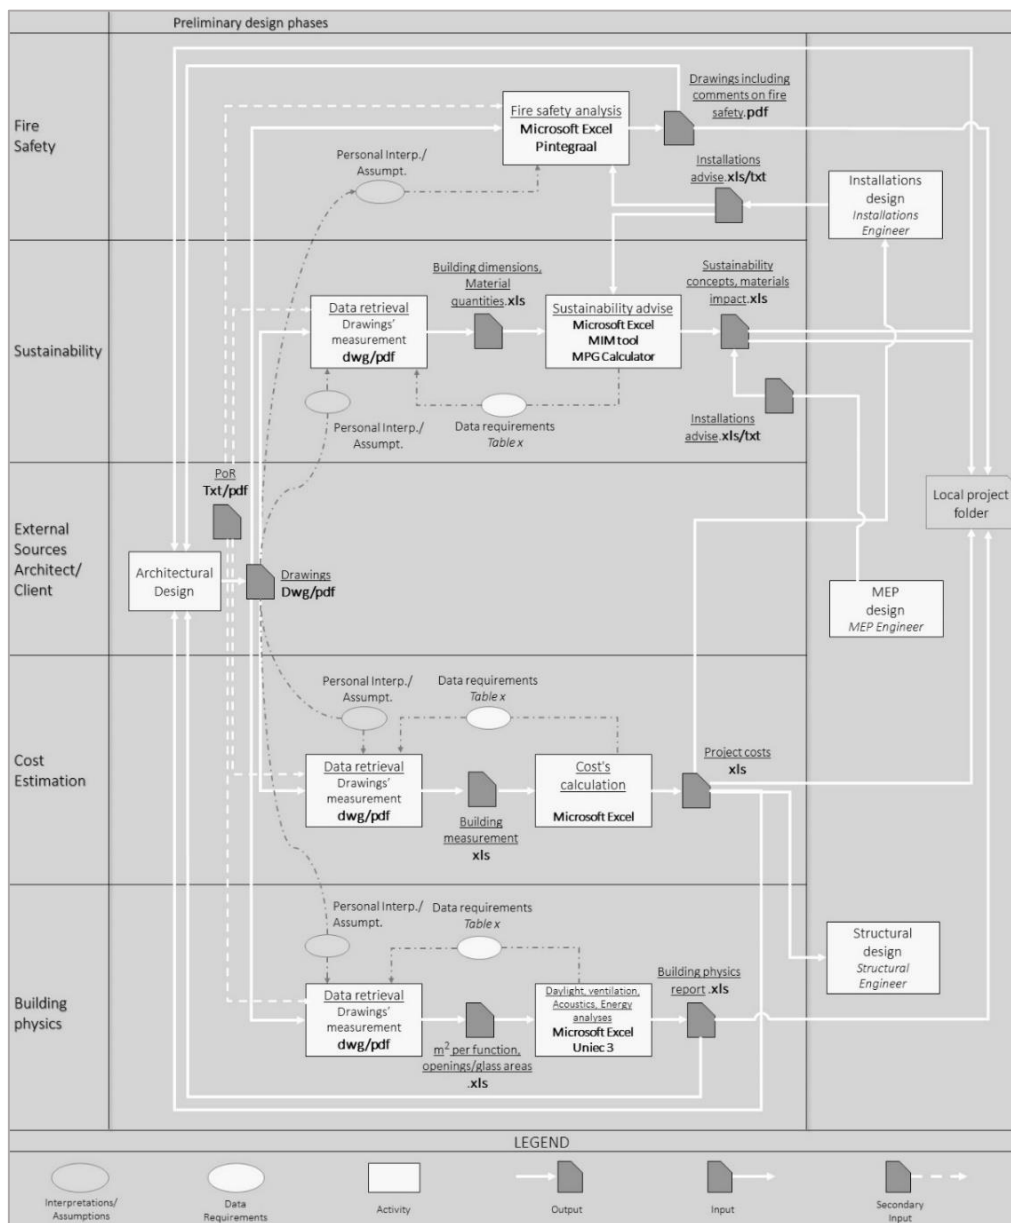 Preliminary design phases
Fire
Safety
Drawings including
comments on fire
safety.pdf
Fire safety analysis
Microsoft Excel
Pintegraal
Personal Interp./
Assumpt.
Installations
advise.xls/txt
Installations
design
Installations
Engineer
Sustainability
Building dimensions,
Material
quantities.xls
Sustainability
concepts, materials
impact.xls
Data retrieval
Drawings'
measurement
dwg/pdf
Sustainability advise
Microsoft Excel
MIM tool
MPG Calculator
Personal Interp./
Assumpt.
Data requirements
Table x
Installations
advise.xls/txt
External
Sources
Architect/
Client
PoR
Txt/pdf
Architectural
Design
Drawings
Dwg/pdf
Local project
folder
MEP
design
MEP Engineer
Cost
Estimation
Personal Interp./
Assumpt.
Data requirements
Table x
Data retrieval
Drawings'
measurement
dwg/pdf
Building
measurement
xls
Cost's
calculation
Microsoft Excel
Project costs
xls
Building
physics
Personal Interp./
Assumpt.
Data requirements
Table x
Data retrieval
Drawings'
measurement
dwg/pdf
m² per function,
openings/glass areas
.xls
Daylight, ventilation,
Acoustics, Energy
analyses
Microsoft Excel
Uniec 3
Building physics
report .xls
Structural
design
Structural
Engineer
LEGEND
Interpretations/
Assumptions
Data
Requirements
Activity
Output
Input
Secondary
Input